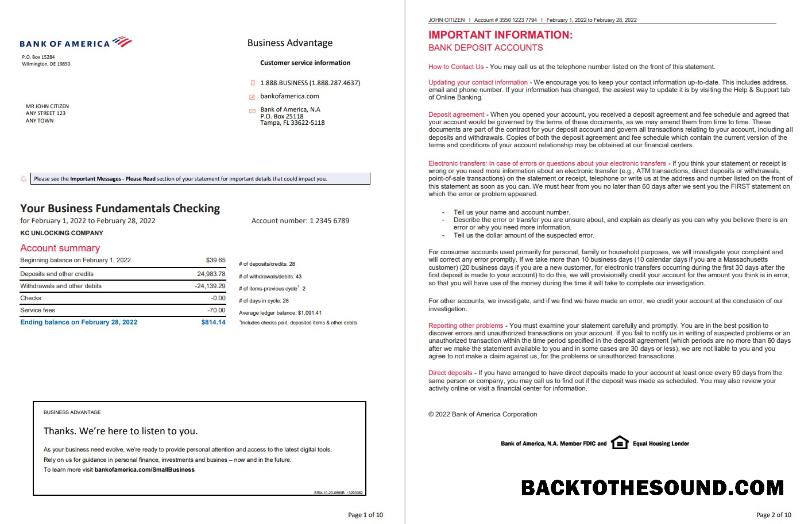 BANK OF AMERICA
P.O. Box 15284
Wilmington, DE 19850
Business Advantage
Customer service information
1.888.BUSINESS (1.888.287.4637)
bankofamerica.com
Bank of America, N.A
P.O. Box 25118
Tampa, FL 33622-5118
MR JOHN CITIZEN
ANY STREET 123
ANY TOWN
Please see the Important Messages - Please Read section of your statement for important details that could impact you.
Your Business Fundamentals Checking
for February 1, 2022 to February 28, 2022
Account number: 1 2345 6789
KC UNLOCKING COMPANY
Account summary
Beginning balance on February 1, 2022 $39.65
Deposits and other credits 24,983.78
Withdrawals and other debits -24,139.29
Checks -0.00
Service fees -70.00
Ending balance on February 28, 2022 $814.14
# of deposits/credits: 28
# of withdrawals/debits: 43
# of items-previous cycle¹ 2
# of days in cycle: 28
Average ledger balance: $1,091.41
¹Includes checks paid, deposited items & other debits
BUSINESS ADVANTAGE
Thanks. We're here to listen to you.
As your business need evolve, we're ready to provide personal attention and access to the latest digital tools.
Rely on us for guidance in personal finance, investments and busines – now and in the future.
To learn more visit bankofamerica.com/SmallBusiness
Page 1 of 10
JOHN CITIZEN | Account # 3550 1223 7794 | February 1, 2022 to February 28, 2022
IMPORTANT INFORMATION:
BANK DEPOSIT ACCOUNTS
How to Contact Us - You may call us at the telephone number listed on the front of this statement.
Updating your contact information - We encourage you to keep your contact information up-to-date. This includes address,
email and phone number. If your information has changed, the easiest way to update it is by visiting the Help & Support tab
of Online Banking.
Deposit agreement - When you opened your account, you received a deposit agreement and fee schedule and agreed that
your account would be governed by the terms of these documents, as we may amend them from time to time. These
documents are part of the contract for your deposit account and govern all transactions relating to your account, including all
deposits and withdrawals. Copies of both the deposit agreement and fee schedule which contain the current version of the
terms and conditions of your account relationship may be obtained at our financial centers.
Electronic transfers: In case of errors or questions about your electronic transfers - If you think your statement or receipt is
wrong or you need more information about an electronic transfer (e.g., ATM transactions, direct deposits or withdrawals,
point-of-sale transactions) on the statement or receipt, telephone or write us at the address and number listed on the front of
this statement as soon as you can. We must hear from you no later than 60 days after we sent you the FIRST statement on
which the error or problem appeared.
- Tell us your name and account number.
- Describe the error or transfer you are unsure about, and explain as clearly as you can why you believe there is an
error or why you need more information.
- Tell us the dollar amount of the suspected error.
For consumer accounts used primarily for personal, family or household purposes, we will investigate your complaint and
will correct any error promptly. If we take more than 10 business days (10 calendar days if you are a Massachusetts
customer) (20 business days if you are a new customer, for electronic transfers occurring during the first 30 days after the
first deposit is made to your account) to do this, we will provisionally credit your account for the amount you think is in error,
so that you will have use of the money during the time it will take to complete our investigation.
For other accounts, we investigate, and if we find we have made an error, we credit your account at the conclusion of our
investigation.
Reporting other problems - You must examine your statement carefully and promptly. You are in the best position to
discover errors and unauthorized transactions on your account. If you fail to notify us in writing of suspected problems or an
unauthorized transaction within the time period specified in the deposit agreement (which periods are no more than 60 days
after we make the statement available to you and in some cases are 30 days or less), we are not liable to you and you
agree to not make a claim against us, for the problems or unauthorized transactions.
Direct deposits - If you have arranged to have direct deposits made to your account at least once every 60 days from the
same person or company, you may call us to find out if the deposit was made as scheduled. You may also review your
activity online or visit a financial center for information.
© 2022 Bank of America Corporation
Bank of America, N.A. Member FDIC and Equal Housing Lender
BACKTOTHESOUND.COM
Page 2 of 10